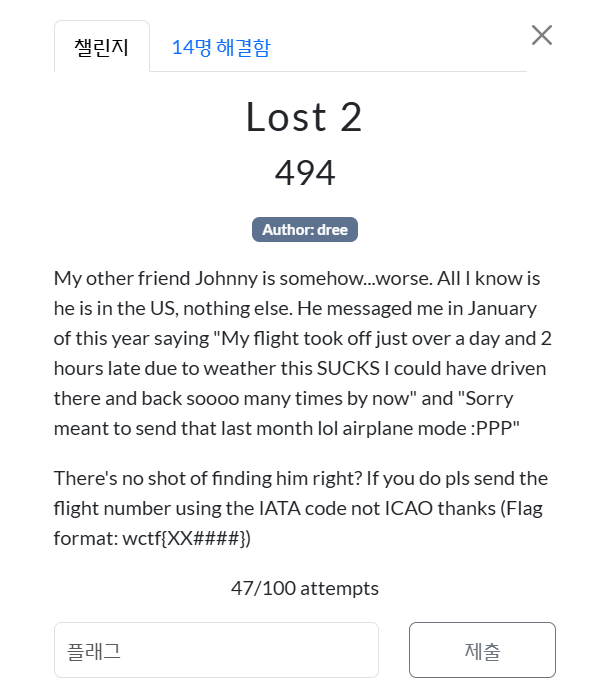 챌린지
14명 해결함
Lost 2
494
Author: dree
My other friend Johnny is somehow...worse. All I know is
he is in the US, nothing else. He messaged me in January
of this year saying "My flight took off just over a day and 2
hours late due to weather this SUCKS I could have driven
there and back soooo many times by now" and "Sorry
meant to send that last month lol airplane mode :PPP"
There's no shot of finding him right? If you do pls send the
flight number using the IATA code not ICAO thanks (Flag
format: wctf{XX####})
47/100 attempts
플래그
제출